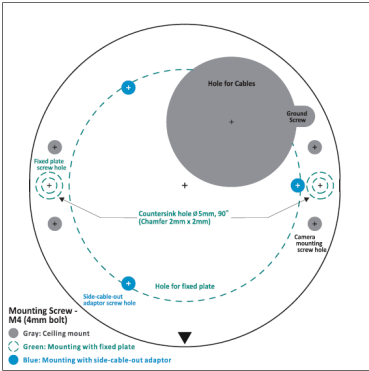 Hole for Cables
Ground
Screw
Fixed plate
screw hole
Countersink hole Ø5mm, 90˚
(Chamfer 2mm x 2mm)
Camera
mounting
screw hole
Side-cable-out
adaptor screw hole
Hole for fixed plate
Mounting Screw -
M4 (4mm bolt)
Gray: Ceiling mount
Green: Mounting with fixed plate
Blue: Mounting with side-cable-out adaptor